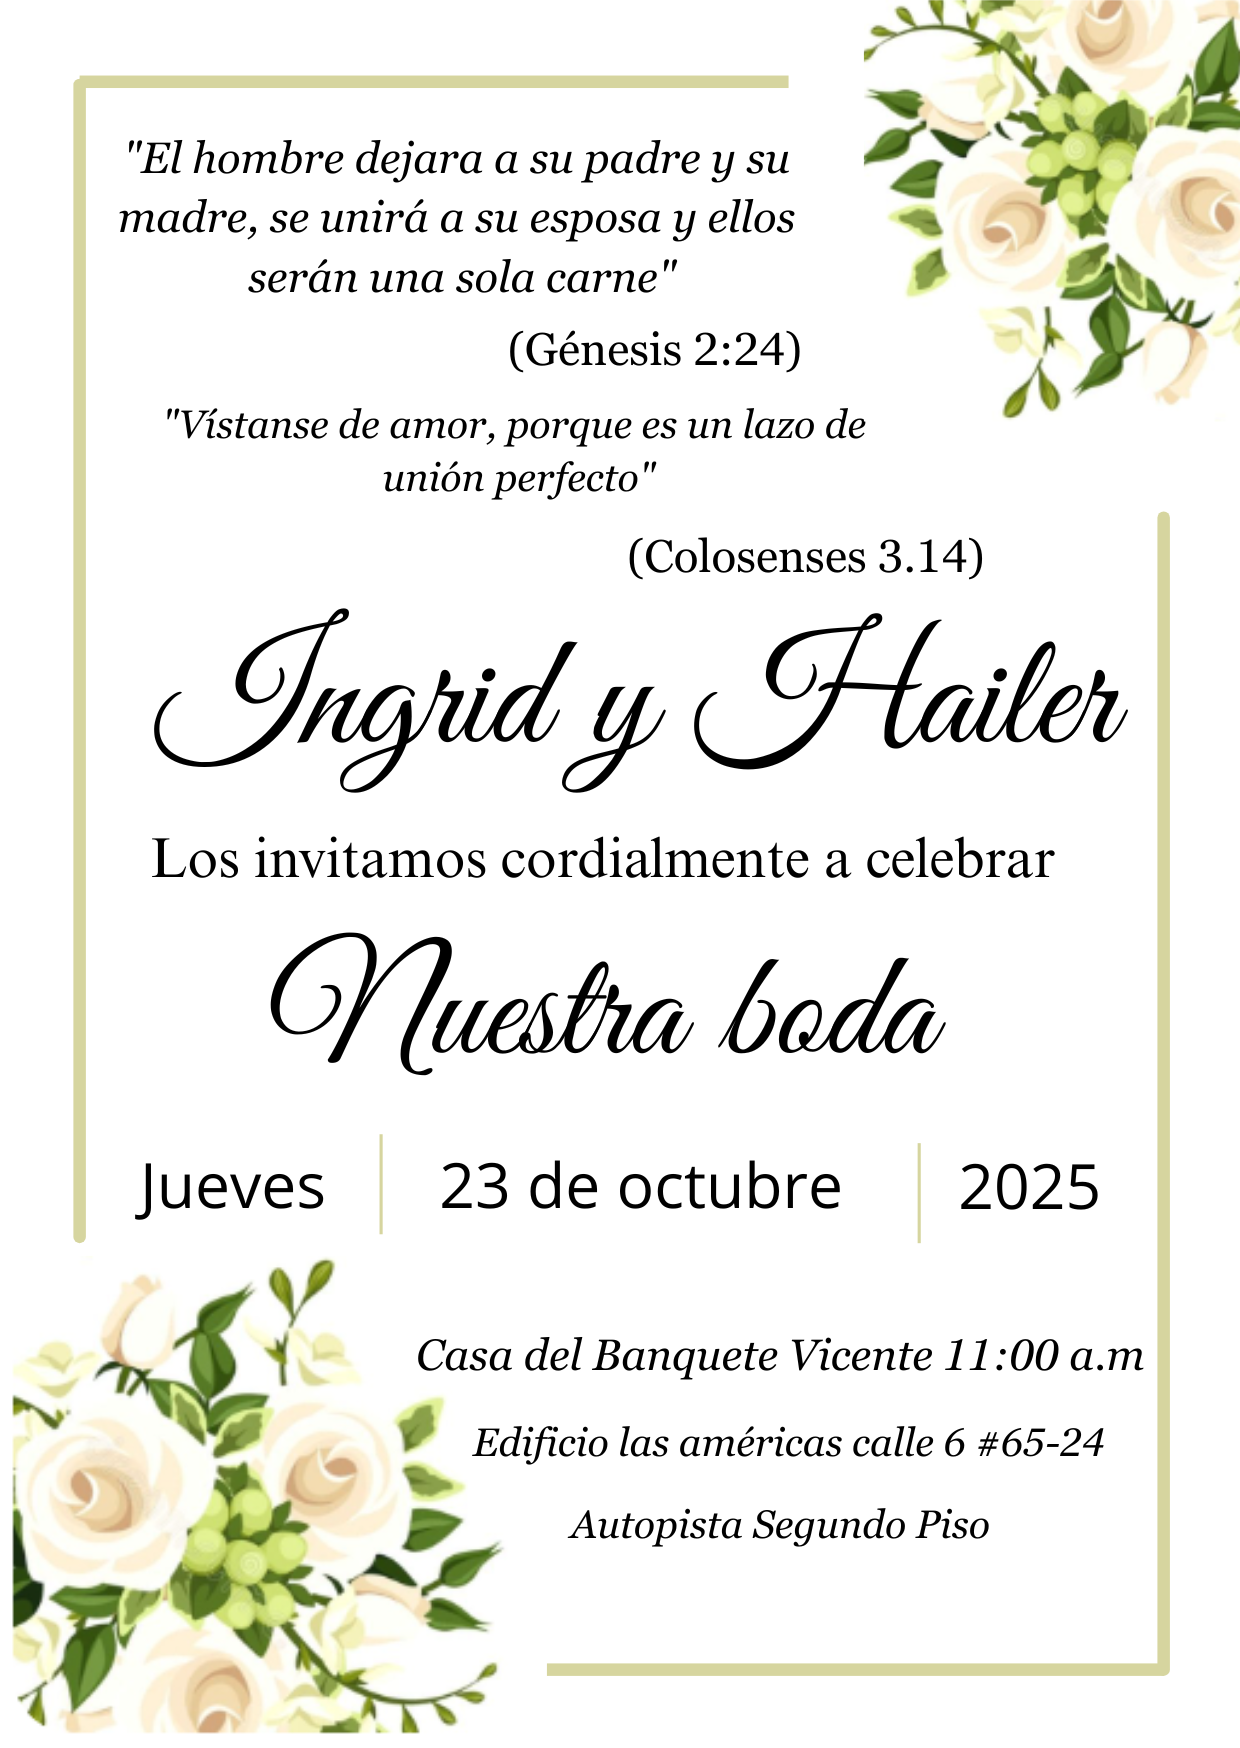 "El hombre dejara a su padre y su
madre, se unirá a su esposa y ellos
serán una sola carne"
(Génesis 2:24)
"Vístanse de amor, porque es un lazo de
unión perfecto"
(Colosenses 3.14)
Ingrid y Hailer
Los invitamos cordialmente a celebrar
Nuestra boda
Jueves 23 de octubre 2025
Casa del Banquete Vicente 11:00 a.m
Edificio las américas calle 6 #65-24
Autopista Segundo Piso